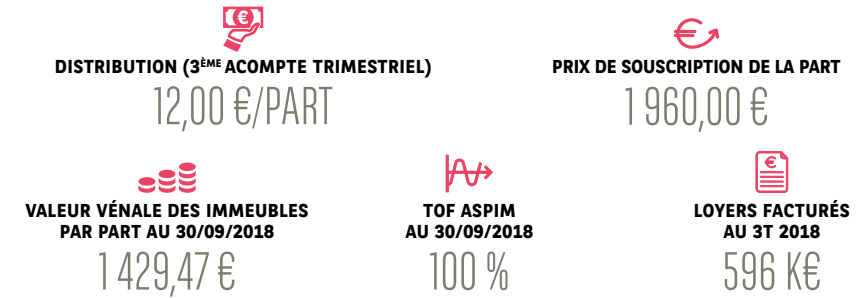 DISTRIBUTION (3ÈME ACOMPTE TRIMESTRIEL)
12,00 €/PART
PRIX DE SOUSCRIPTION DE LA PART
1 960,00 €
VALEUR VÉNALE DES IMMEUBLES
PAR PART AU 30/09/2018
1 429,47 €
TOF ASPIM
AU 30/09/2018
100 %
LOYERS FACTURÉS
AU 3T 2018
596 K€